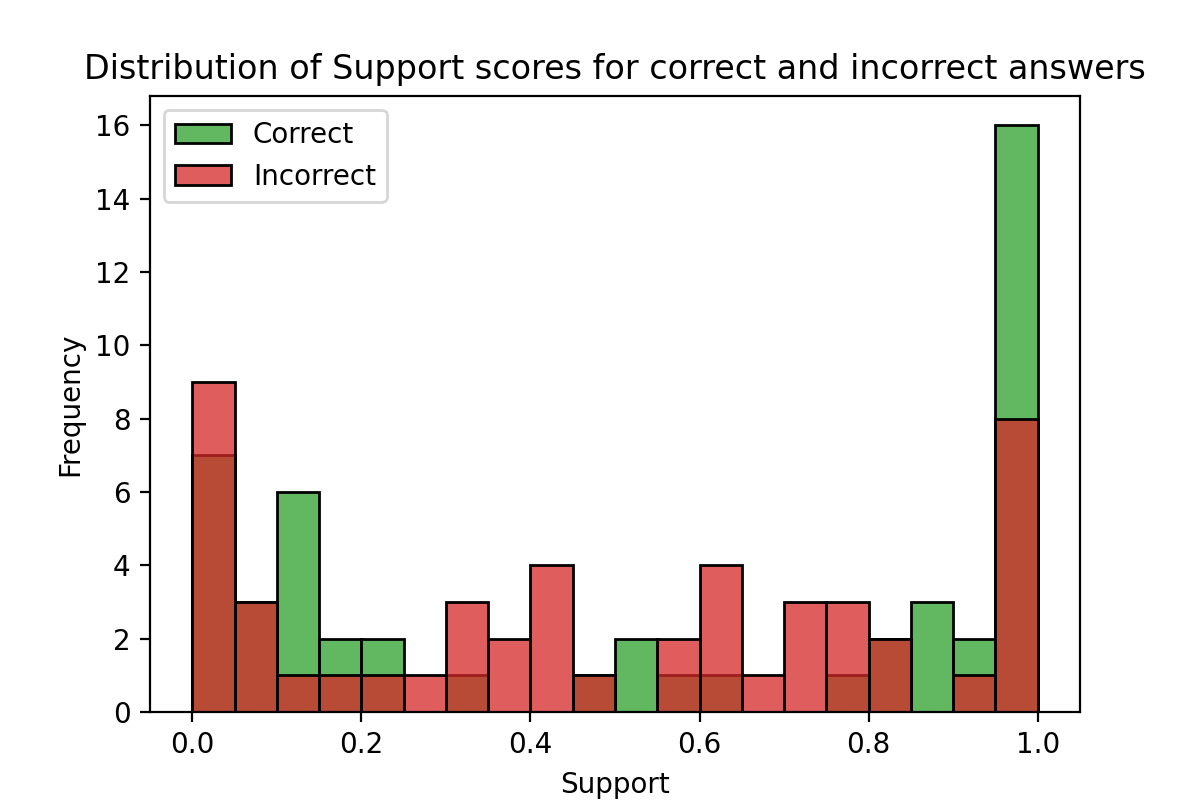 Distribution of Support scores for correct and incorrect answers
Correct
Incorrect
16
14
12
10
8
6
4
2
0
Frequency
0.0 0.2 0.4 0.6 0.8 1.0
Support